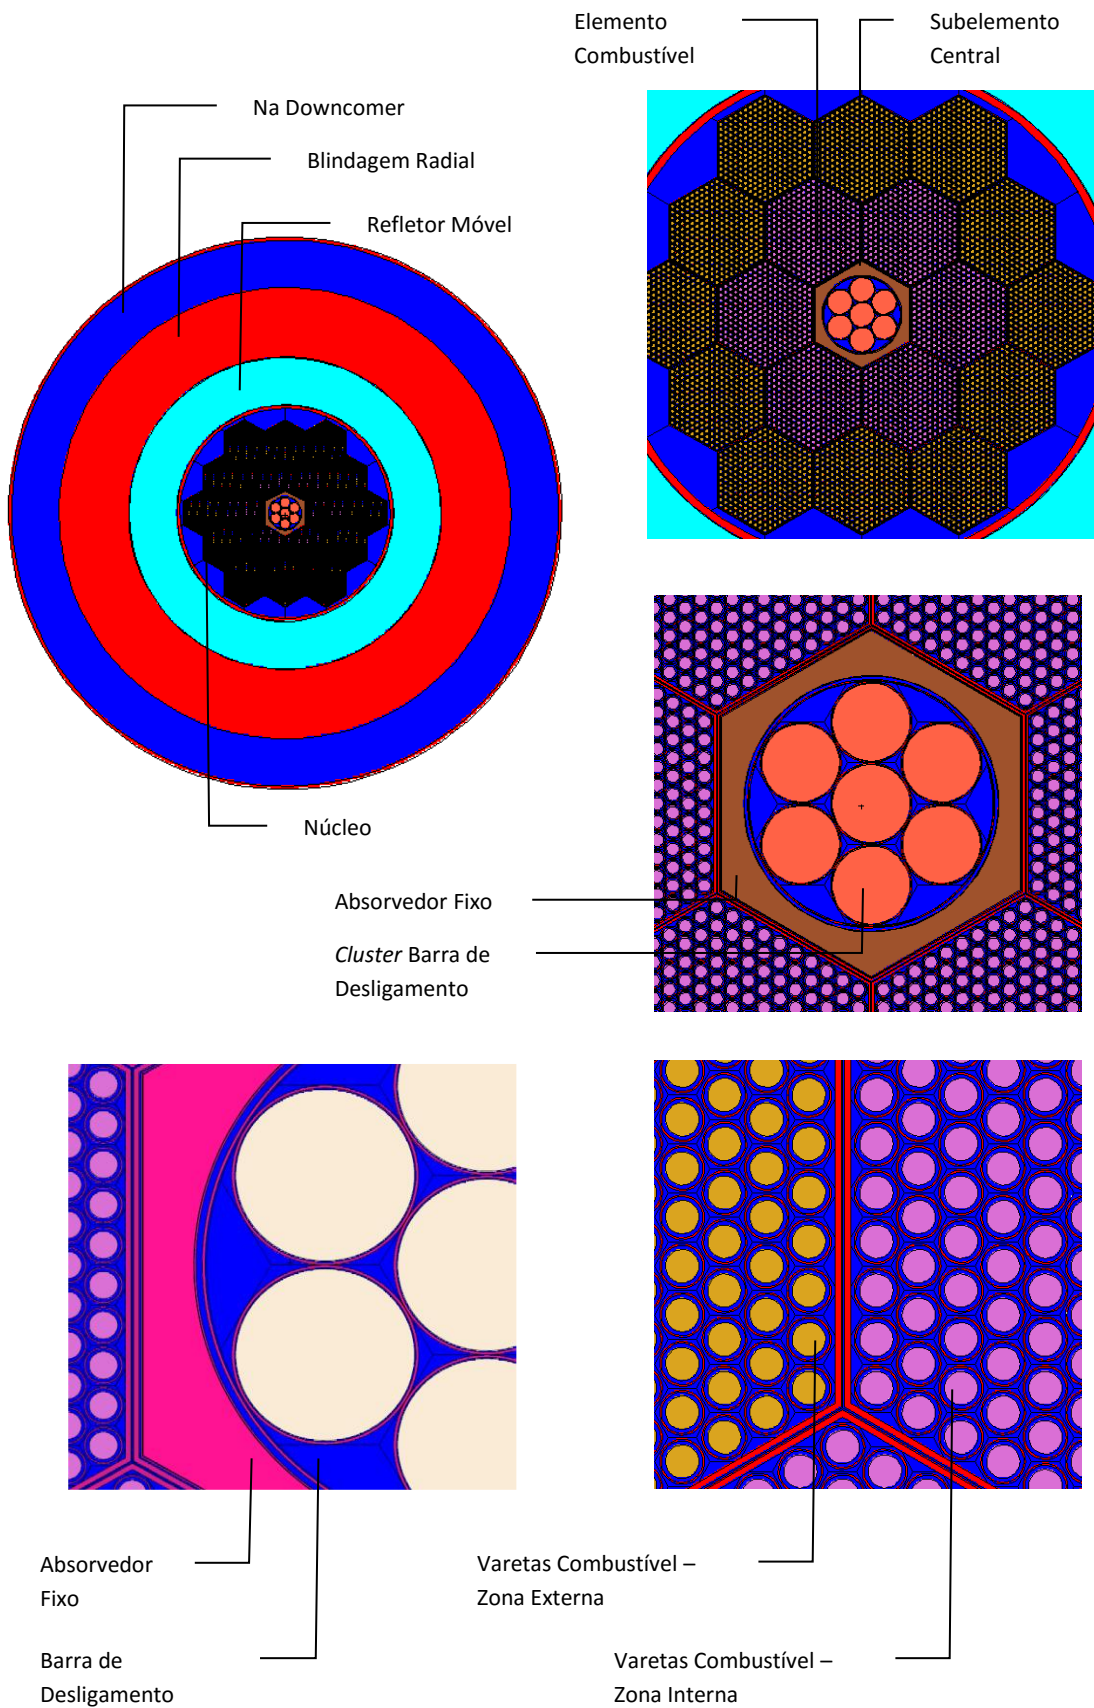 Elemento
Combustível
Subelemento
Central
Na Downcomer
Blindagem Radial
Refletor Móvel
Núcleo
Absorvedor Fixo
Cluster Barra de
Desligamento
Absorvedor
Fixo
Varetas Combustível –
Zona Externa
Barra de
Desligamento
Varetas Combustível –
Zona Interna